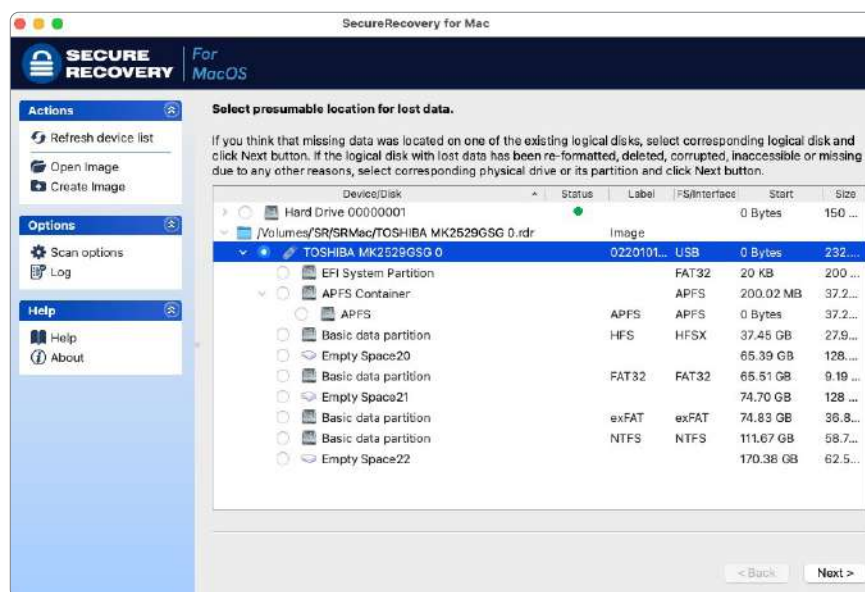 SecureRecovery for Mac
SECURE RECOVERY For MacOS
Actions
Refresh device list
Open Image
Create Image
Options
Scan options
Log
Help
Help
About
Select presumable location for lost data.
If you think that missing data was located on one of the existing logical disks, select corresponding logical disk and
click Next button. If the logical disk with lost data has been re-formatted, deleted, corrupted, inaccessible or missing
due to any other reasons, select corresponding physical drive or its partition and click Next button.
Device/Disk Status Label FS/Interface Start Size
Hard Drive 00000001 0 Bytes 150 ...
/Volumes/SR/SRMac/TOSHIBA MK2529GSG 0.rdr Image
TOSHIBA MK2529GSG 0 0220101... USB 0 Bytes 232....
EFI System Partition FAT32 20 KB 200 ...
APFS Container APFS 200.02 MB 37.2...
APFS APFS APFS 0 Bytes 37.2...
Basic data partition HFS HFSX 37.45 GB 27.9...
Empty Space20 65.39 GB 128....
Basic data partition FAT32 FAT32 65.51 GB 9.19 ...
Empty Space21 74.70 GB 128 ...
Basic data partition exFAT exFAT 74.83 GB 36.8...
Basic data partition NTFS NTFS 111.67 GB 58.7...
Empty Space22 170.38 GB 62.5...
< Back Next >